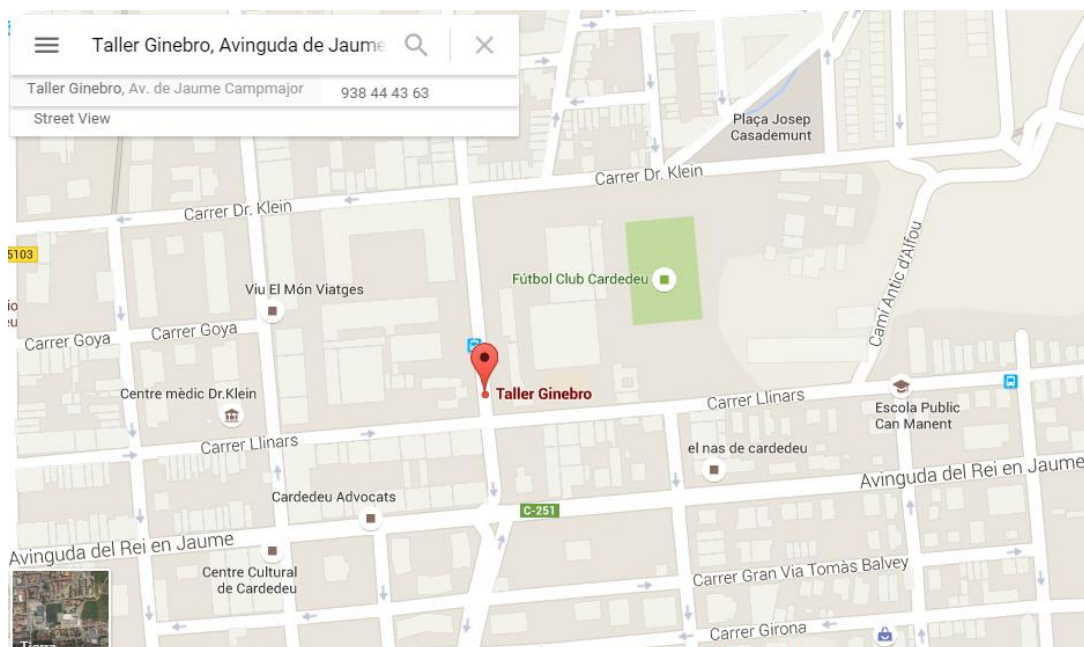 Taller Ginebro, Avinguda de Jaume
Taller Ginebro, Av. de Jaume Campmajor
938 44 43 63
Street View
Plaça Josep
Casademunt
Carrer Dr. Klein
Carrer Dr. Klein
5103
Fútbol Club Cardedeu
Viu El Món Viatges
Camí Antic d'Alfou
io
eu
Carrer Goya
Carrer Goya
Taller Ginebro
Centre mèdic Dr.Klein
Carrer Llinars
Escola Public
Can Manent
Carrer Llinars
el nas de cardedeu
Avinguda del Rei en Jaume
Cardedeu Advocats
C-251
Avinguda del Rei en Jaume
Centre Cultural
de Cardedeu
Carrer Gran Via Tomàs Balvey
Carrer Girona
Tierra